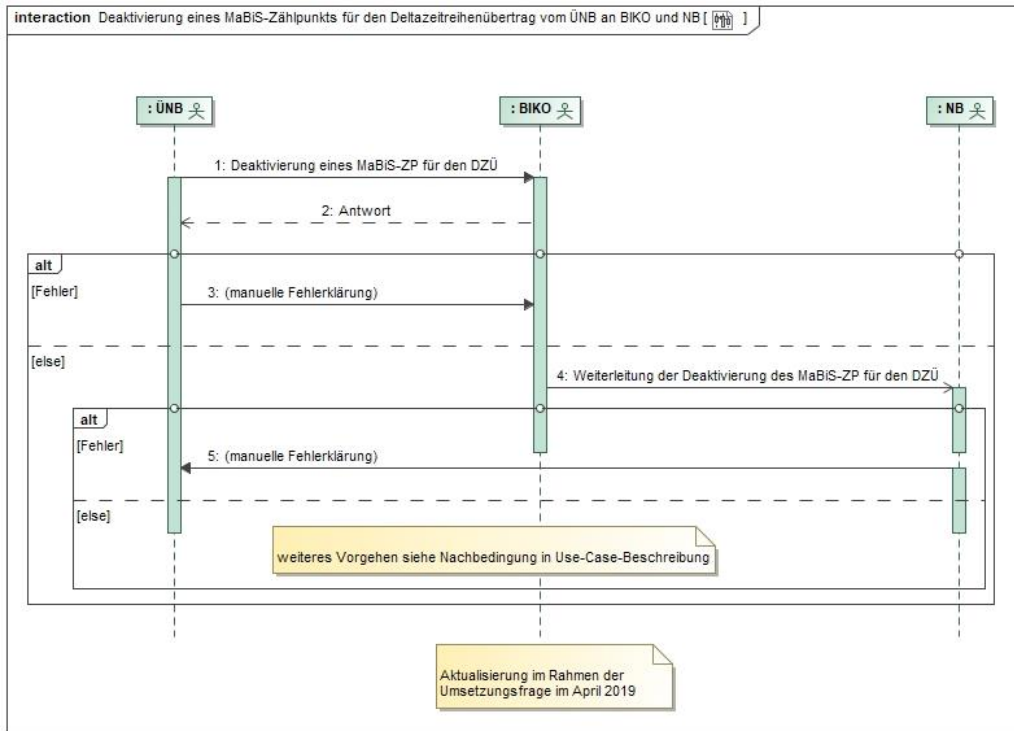 interaction Deaktivierung eines MaBiS-Zählpunkts für den Deltazeitreihenübertrag vom ÜNB an BIKO und NB [ ]
: ÜNB
: BIKO
: NB
1: Deaktivierung eines MaBiS-ZP für den DZÜ
2: Antwort
alt
[Fehler]
3: (manuelle Fehlerklärung)
[else]
4: Weiterleitung der Deaktivierung des MaBiS-ZP für den DZÜ
alt
[Fehler]
5: (manuelle Fehlerklärung)
[else]
weiteres Vorgehen siehe Nachbedingung in Use-Case-Beschreibung
Aktualisierung im Rahmen der
Umsetzungsfrage im April 2019